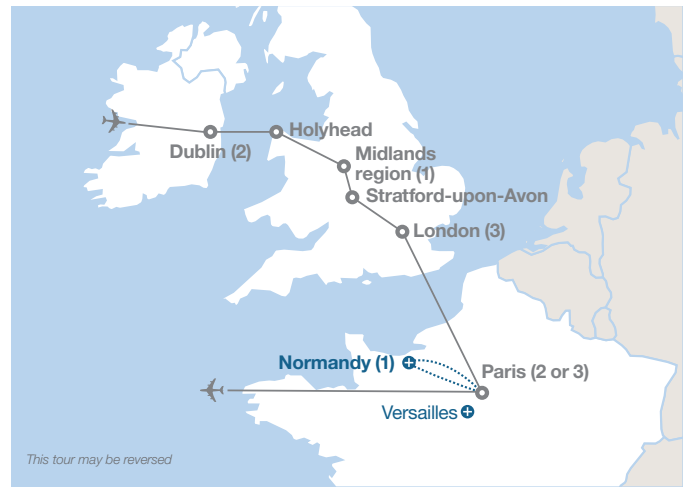 Holyhead
Dublin (2)
Midlands
region (1)
Stratford-upon-Avon
London (3)
Normandy (1)
Paris (2 or 3)
Versailles
This tour may be reversed